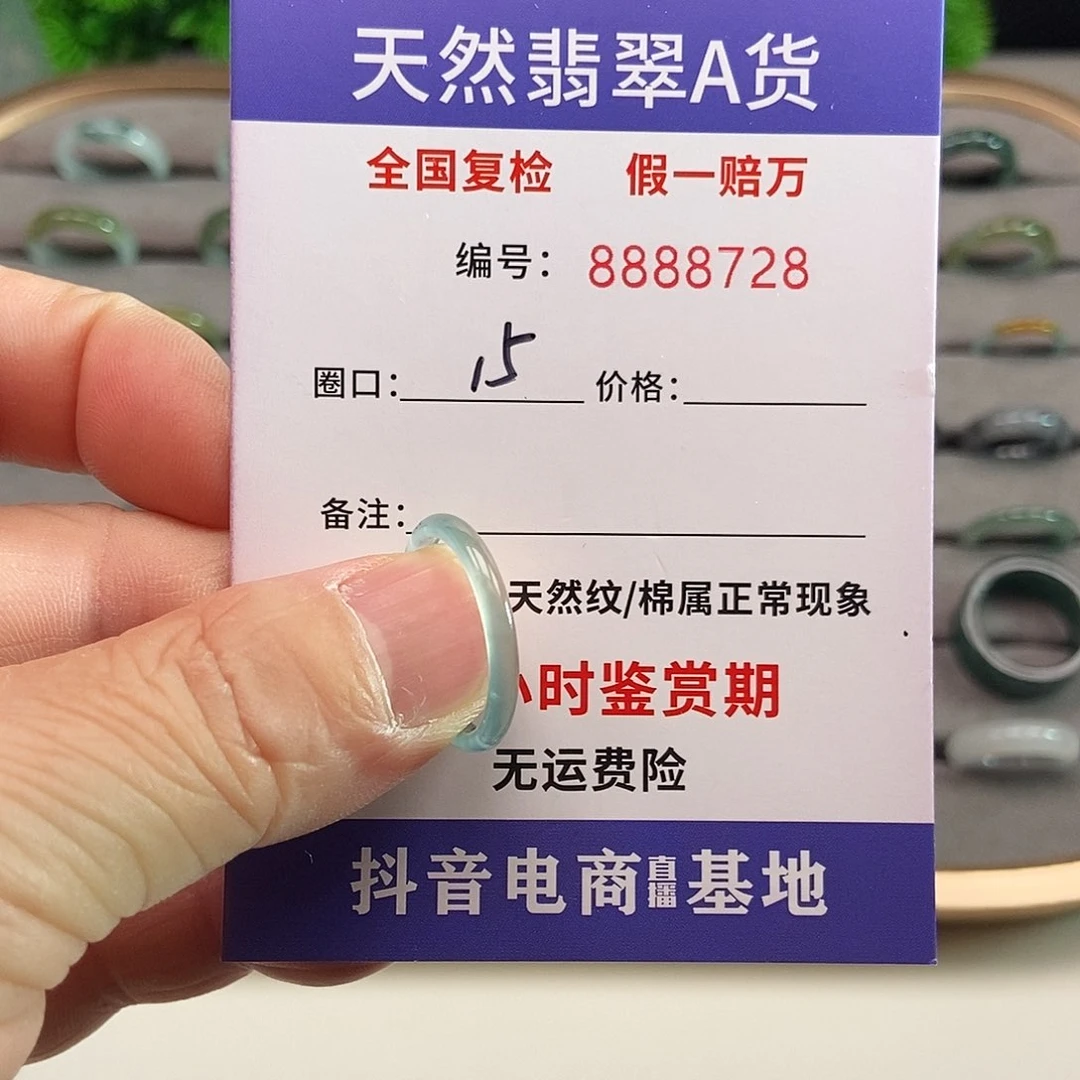 天然翡翠A货
全国复检 假一赔万
编号：8888728
圈口：15 价格：
备注：
天然纹/棉属正常现象
小时鉴赏期
无运费险
抖音电商直播基地